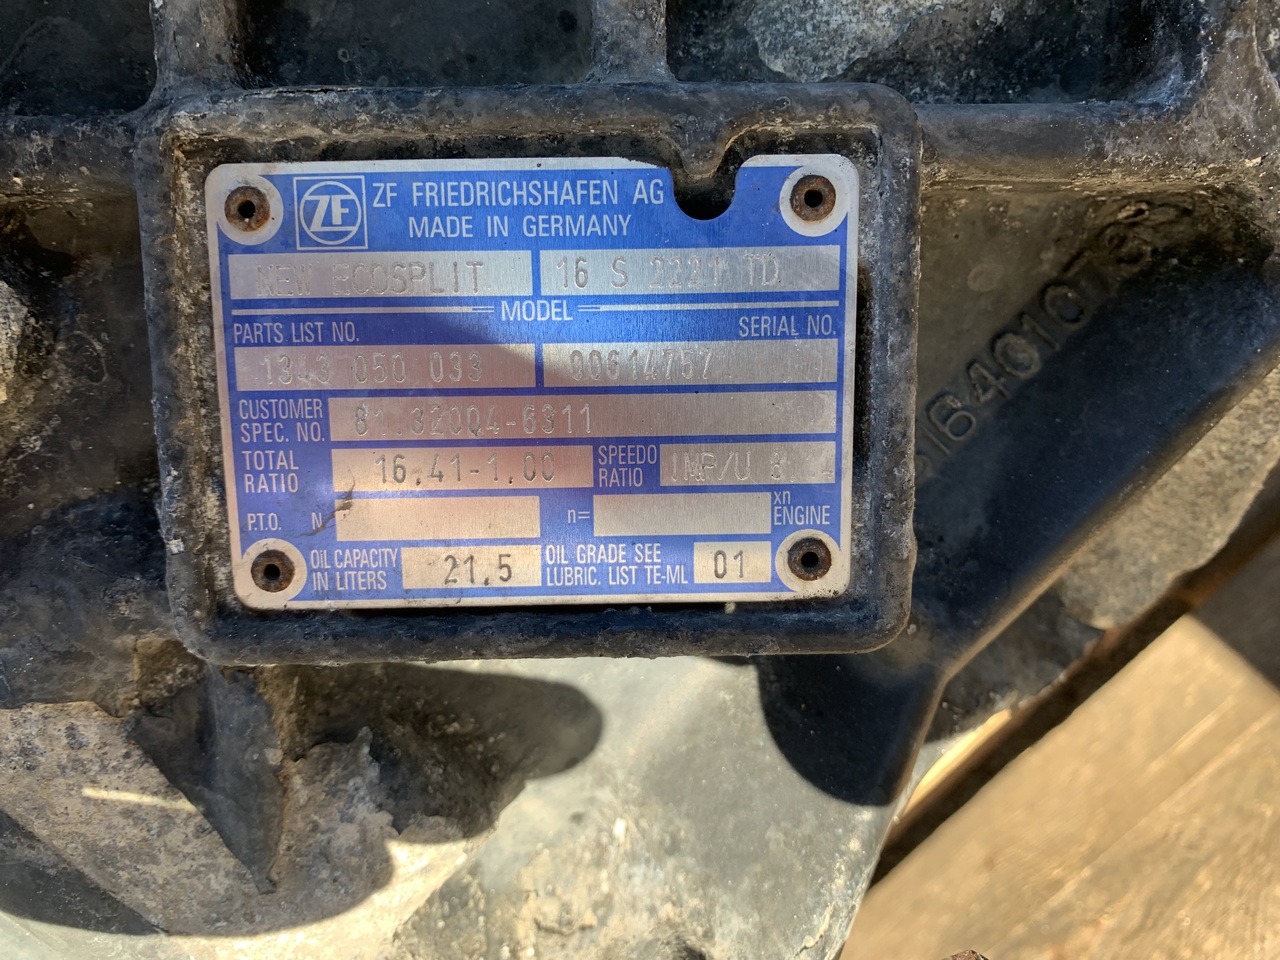 ZF FRIEDRICHSHAFEN AG
MADE IN GERMANY
NEW ECOSPLIT 16 S 2221 TD
MODEL
PARTS LIST NO. SERIAL NO.
1343 050 033
CUSTOMER SPEC. NO. 81.32004-6311
TOTAL RATIO 16.41-1.00 SPEEDO RATIO IMP/U
P.T.O. N n= xn ENGINE
OIL CAPACITY IN LITERS 21,5 OIL GRADE SEE LUBRIC. LIST TE-ML 01